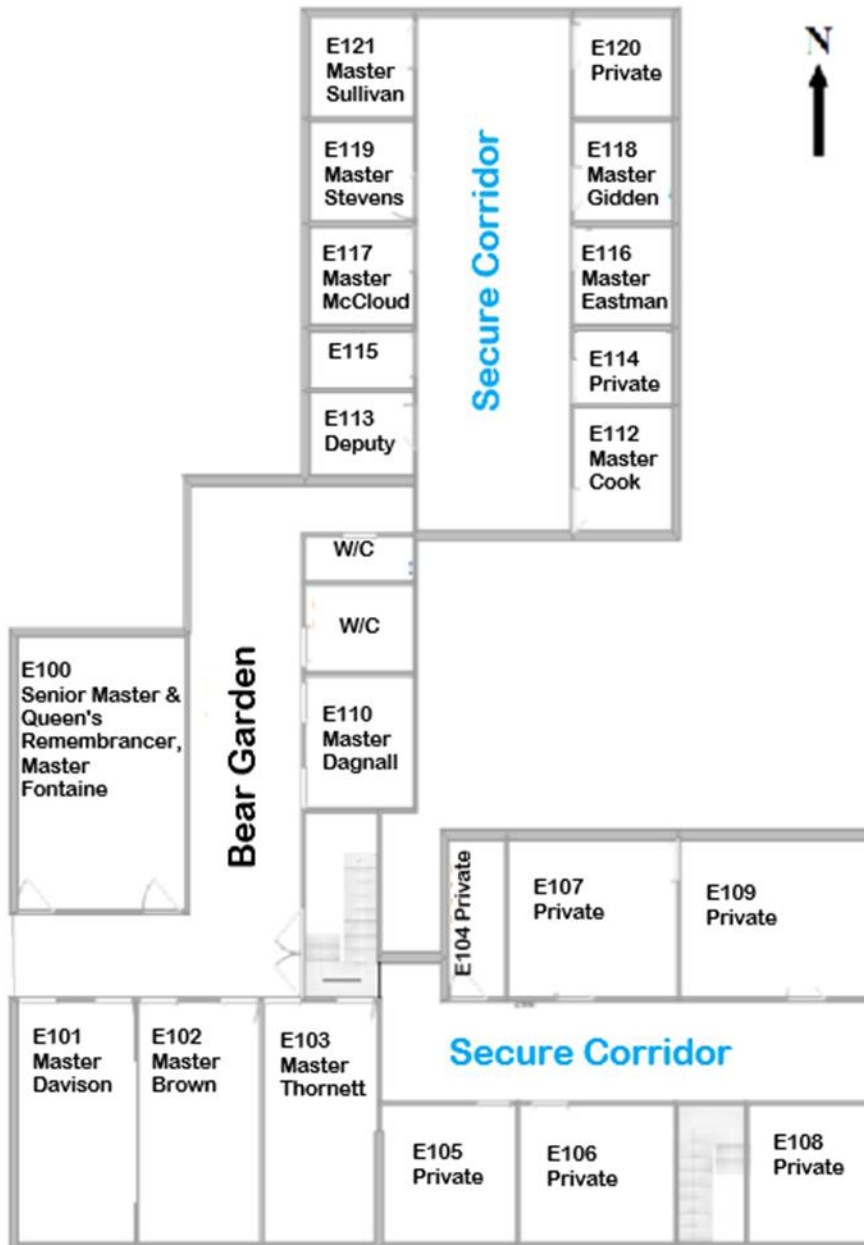 N
E121
Master
Sullivan
E120
Private
E119
Master
Stevens
E118
Master
Gidden
E117
Master
McCloud
E116
Master
Eastman
Secure Corridor
E115
E114
Private
E113
Deputy
E112
Master
Cook
W/C
W/C
E100
Senior Master &
Queen's
Remembrancer,
Master
Fontaine
Bear Garden
E110
Master
Dagnall
E104 Private
E107
Private
E109
Private
E101
Master
Davison
E102
Master
Brown
E103
Master
Thornett
Secure Corridor
E105
Private
E106
Private
E108
Private